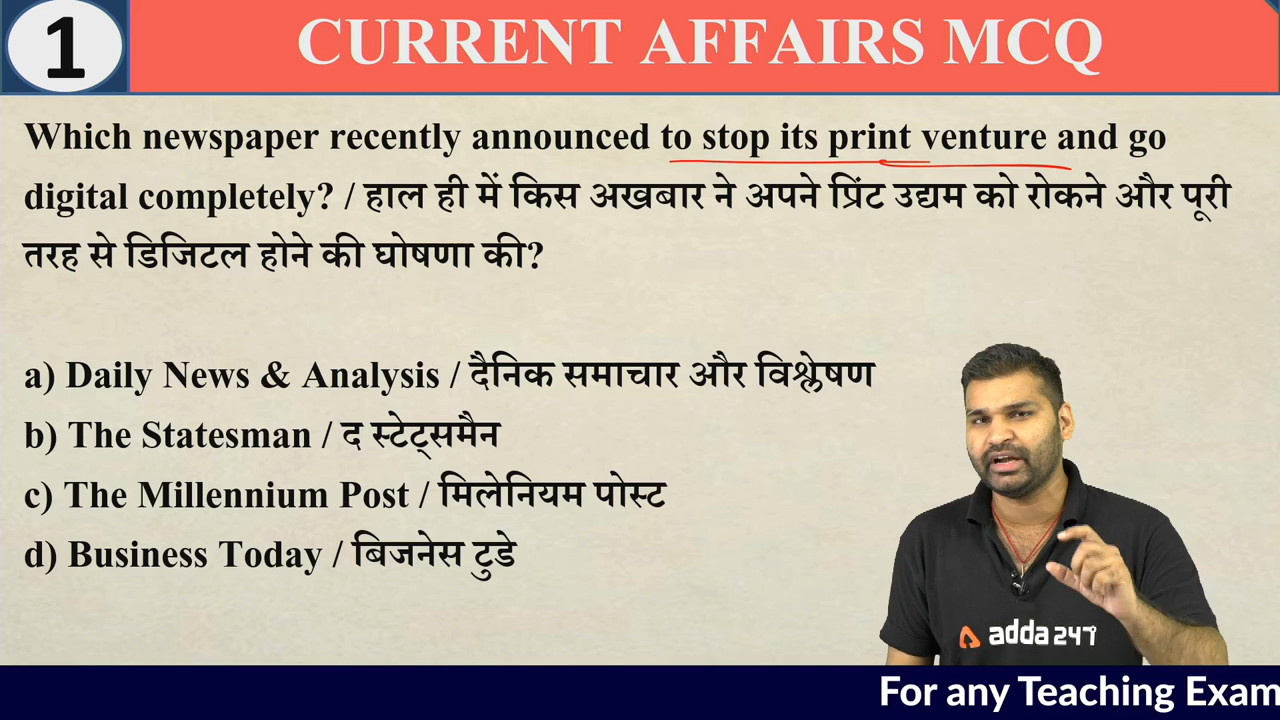 1
CURRENT AFFAIRS MCQ
Which newspaper recently announced to stop its print venture and go
digital completely? / हाल ही में किस अखबार ने अपने प्रिंट उद्यम को रोकने और पूरी
तरह से डिजिटल होने की घोषणा की?
a) Daily News & Analysis / दैनिक समाचार और विश्लेषण
b) The Statesman / द स्टेट्समैन
c) The Millennium Post / मिलेनियम पोस्ट
d) Business Today / बिजनेस टुडे
adda 247
For any Teaching Exam